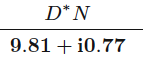 D*N
9.81 + i0.77